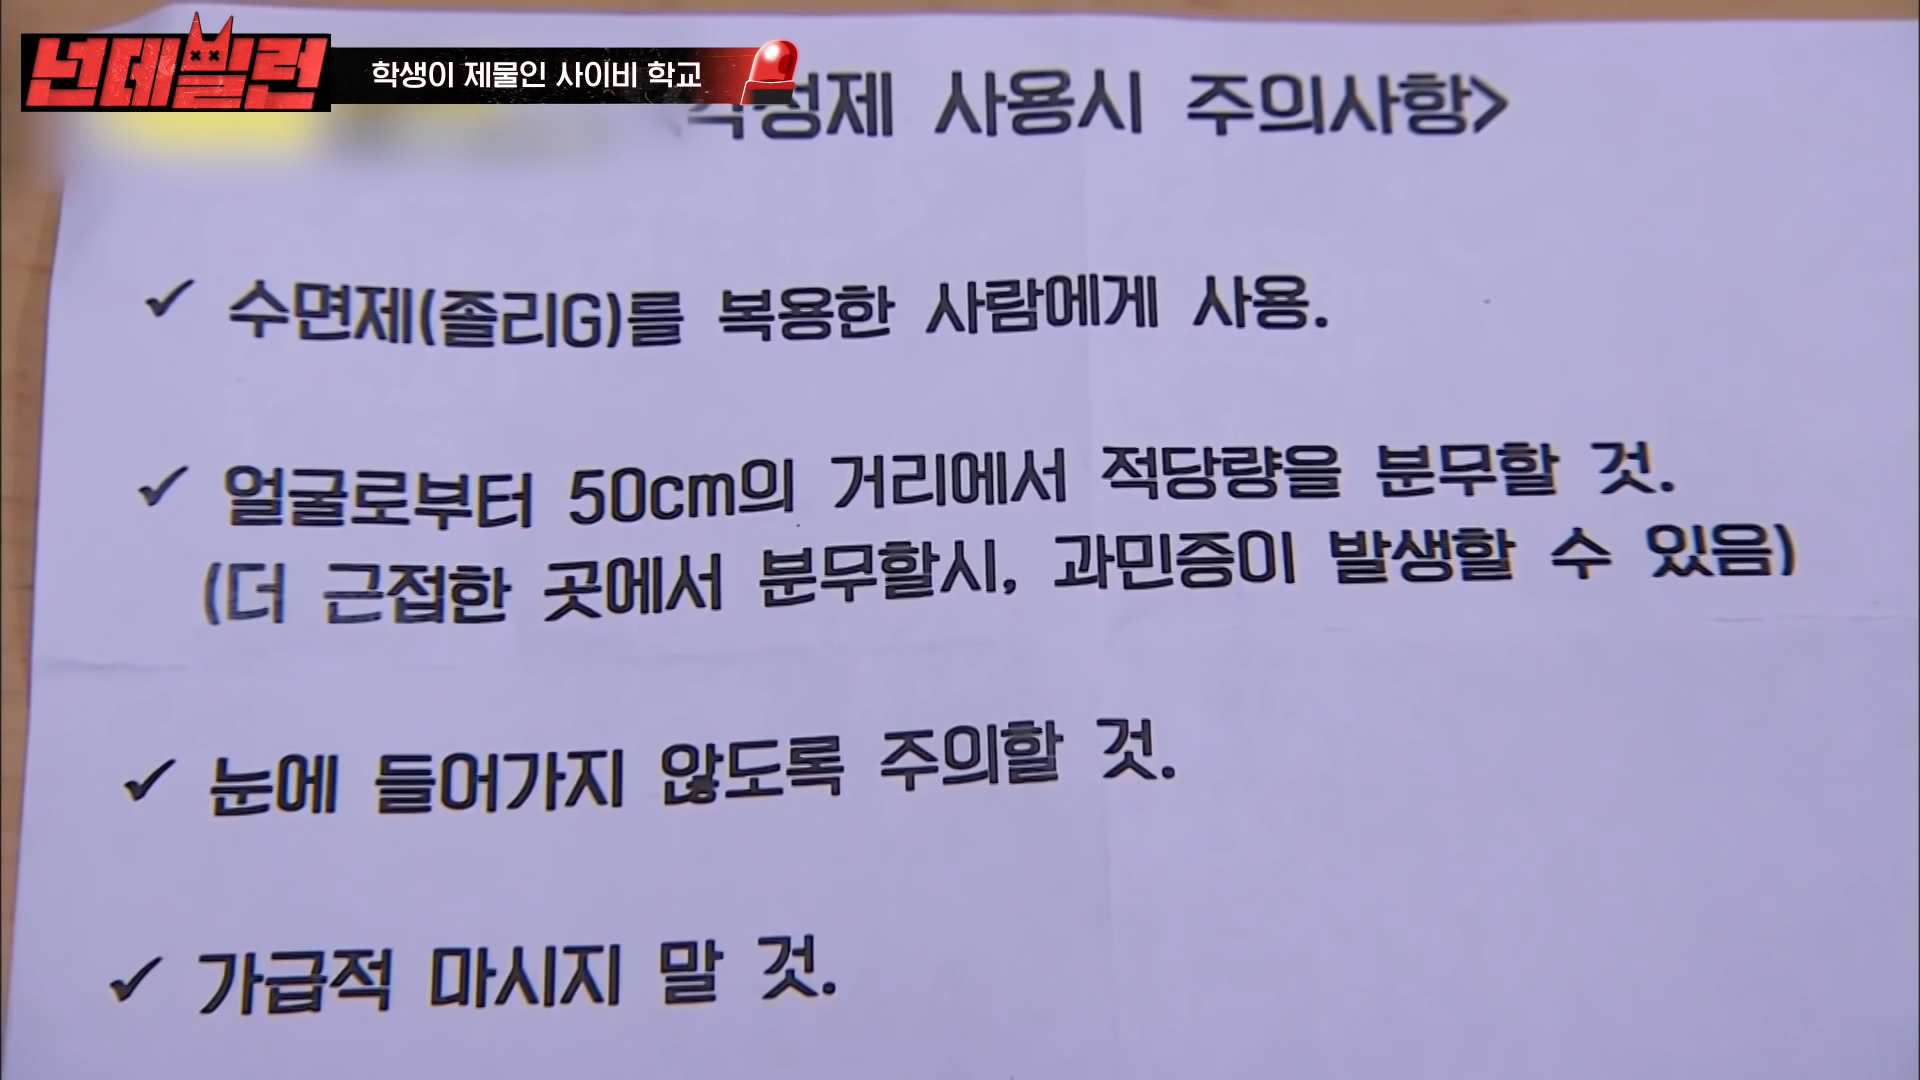 넌데빌런
학생이 제물인 사이비 학교
각성제 사용시 주의사항>
✓ 수면제(졸리G)를 복용한 사람에게 사용.
✓ 얼굴로부터 50cm의 거리에서 적당량을 분무할 것.
(더 근접한 곳에서 분무할시, 과민증이 발생할 수 있음)
✓ 눈에 들어가지 않도록 주의할 것.
✓ 가급적 마시지 말 것.